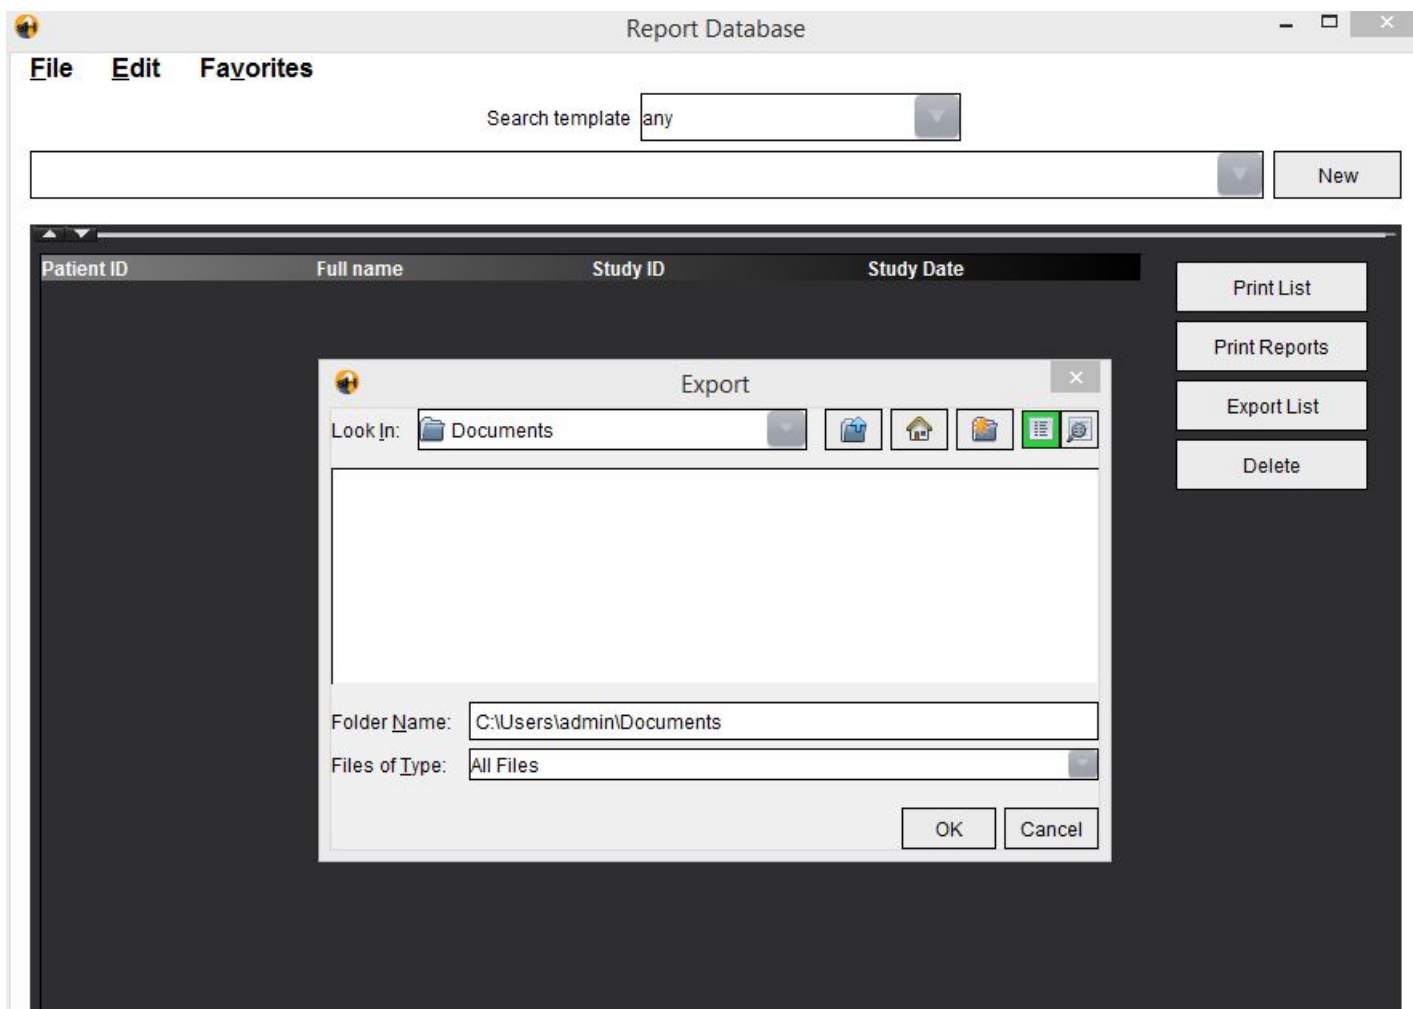 Report Database
File Edit Favorites
Search template any
New
Patient ID Full name Study ID Study Date
Print List
Print Reports
Export
Export List
Look In: Documents
Delete
Folder Name: C:\Users\admin\Documents
Files of Type: All Files
OK Cancel